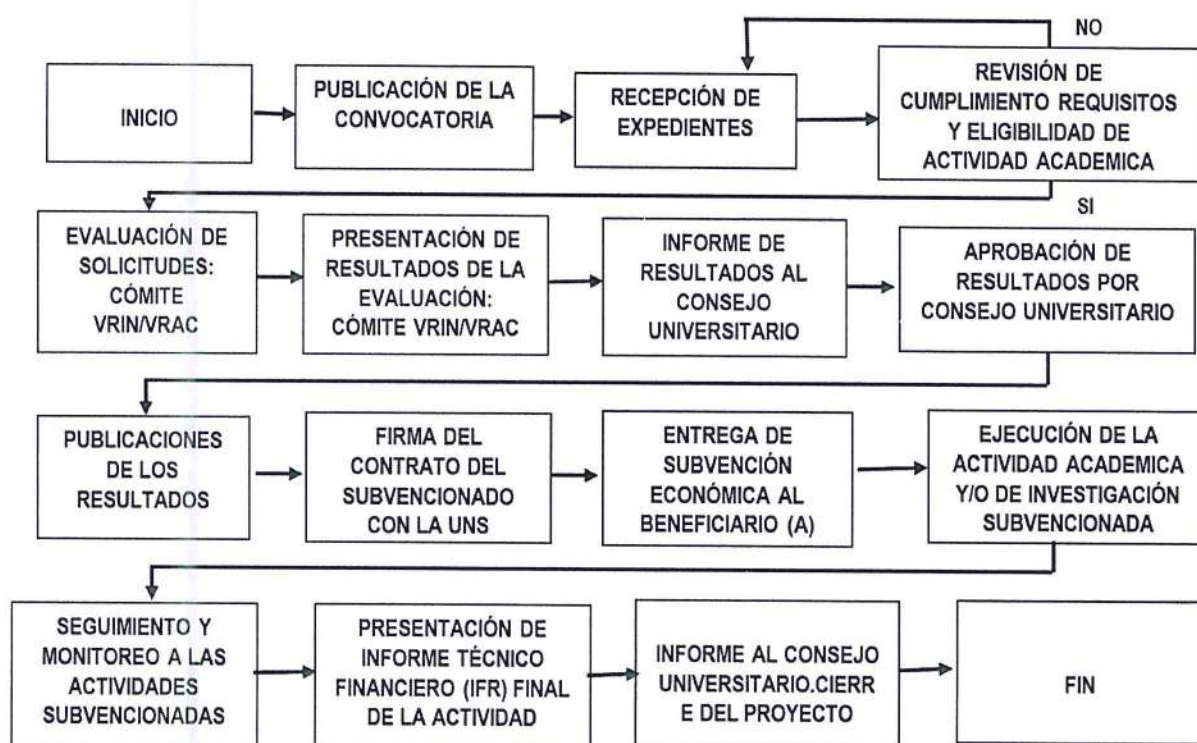 NO
INICIO
PUBLICACIÓN DE LA
CONVOCATORIA
RECEPCIÓN DE
EXPEDIENTES
REVISIÓN DE
CUMPLIMIENTO REQUISITOS
Y ELIGIBILIDAD DE
ACTIVIDAD ACADEMICA
SI
EVALUACIÓN DE
SOLICITUDES:
CÓMITE
VRIN/VRAC
PRESENTACIÓN DE
RESULTADOS DE LA
EVALUACIÓN:
CÓMITE VRIN/VRAC
INFORME DE
RESULTADOS AL
CONSEJO
UNIVERSITARIO
APROBACIÓN DE
RESULTADOS POR
CONSEJO UNIVERSITARIO
PUBLICACIONES
DE LOS
RESULTADOS
FIRMA DEL
CONTRATO DEL
SUBVENCIONADO
CON LA UNS
ENTREGA DE
SUBVENCIÓN
ECONÓMICA AL
BENEFICIARIO (A)
EJECUCIÓN DE LA
ACTIVIDAD ACADEMICA
Y/O DE INVESTIGACIÓN
SUBVENCIONADA
SEGUIMIENTO Y
MONITOREO A LAS
ACTIVIDADES
SUBVENCIONADAS
PRESENTACIÓN DE
INFORME TÉCNICO
FINANCIERO (IFR) FINAL
DE LA ACTIVIDAD
INFORME AL CONSEJO
UNIVERSITARIO.CIERR
E DEL PROYECTO
FIN